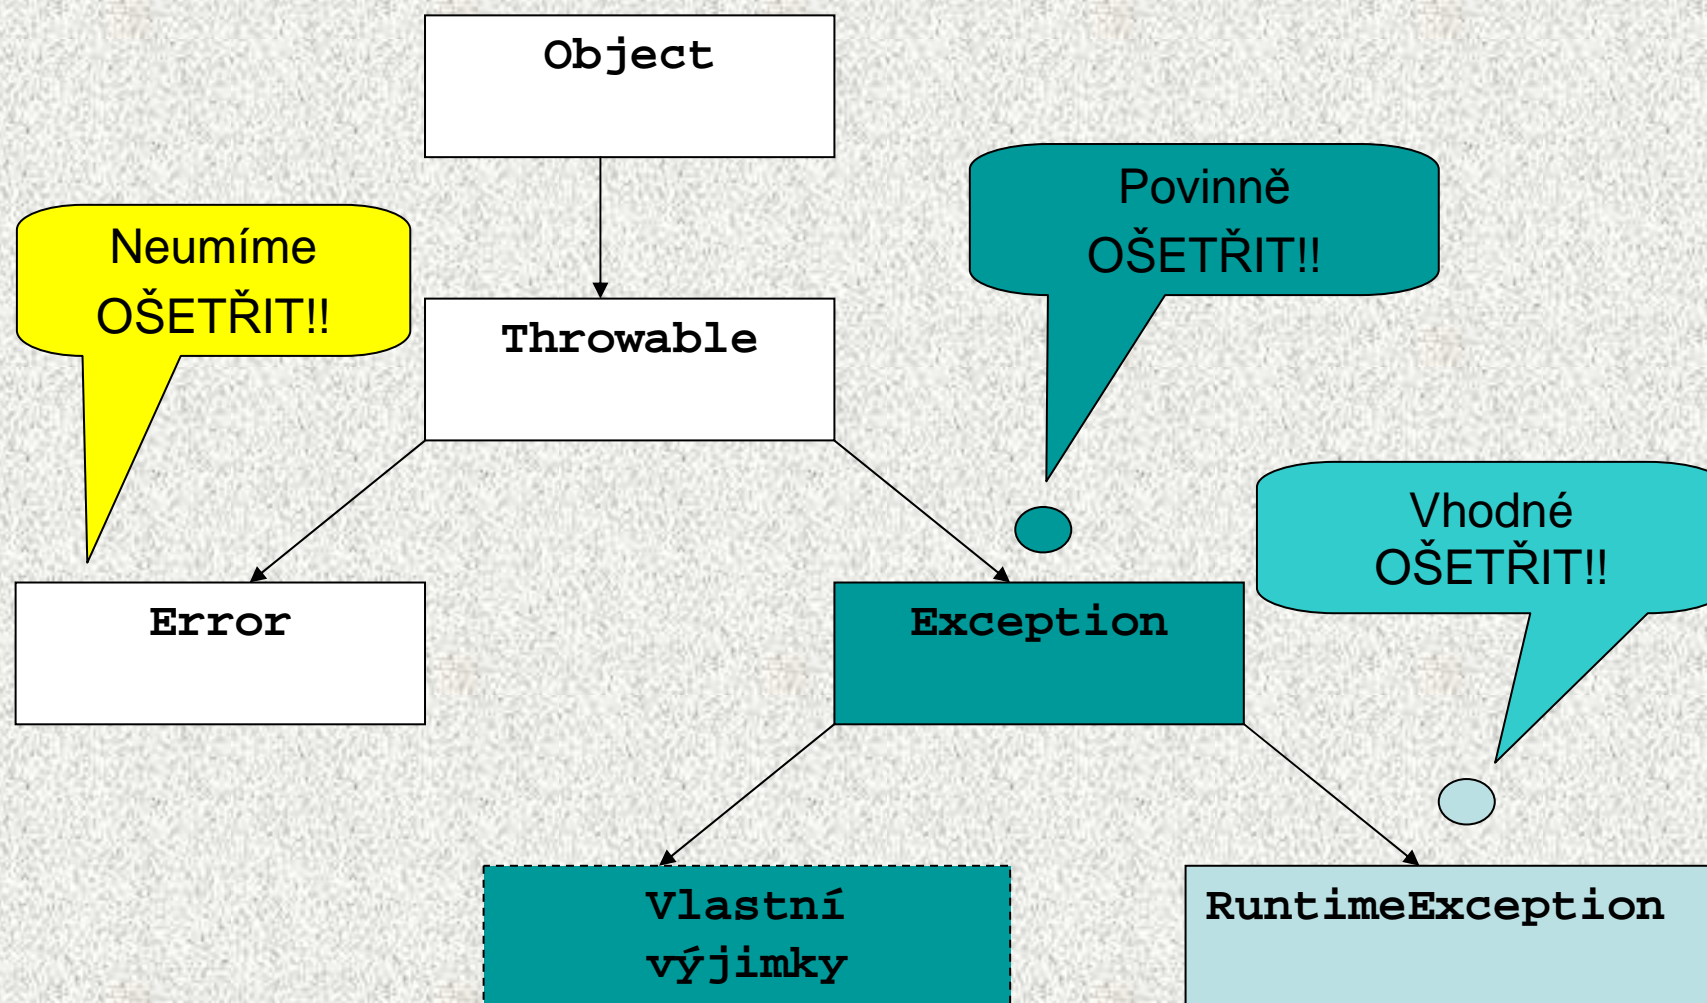 Object
Povinně
OŠETŘIT!!
Neumíme
OŠETŘIT!!
Throwable
Vhodné
OŠETŘIT!!
Error
Exception
Vlastní
výjimky
RuntimeException